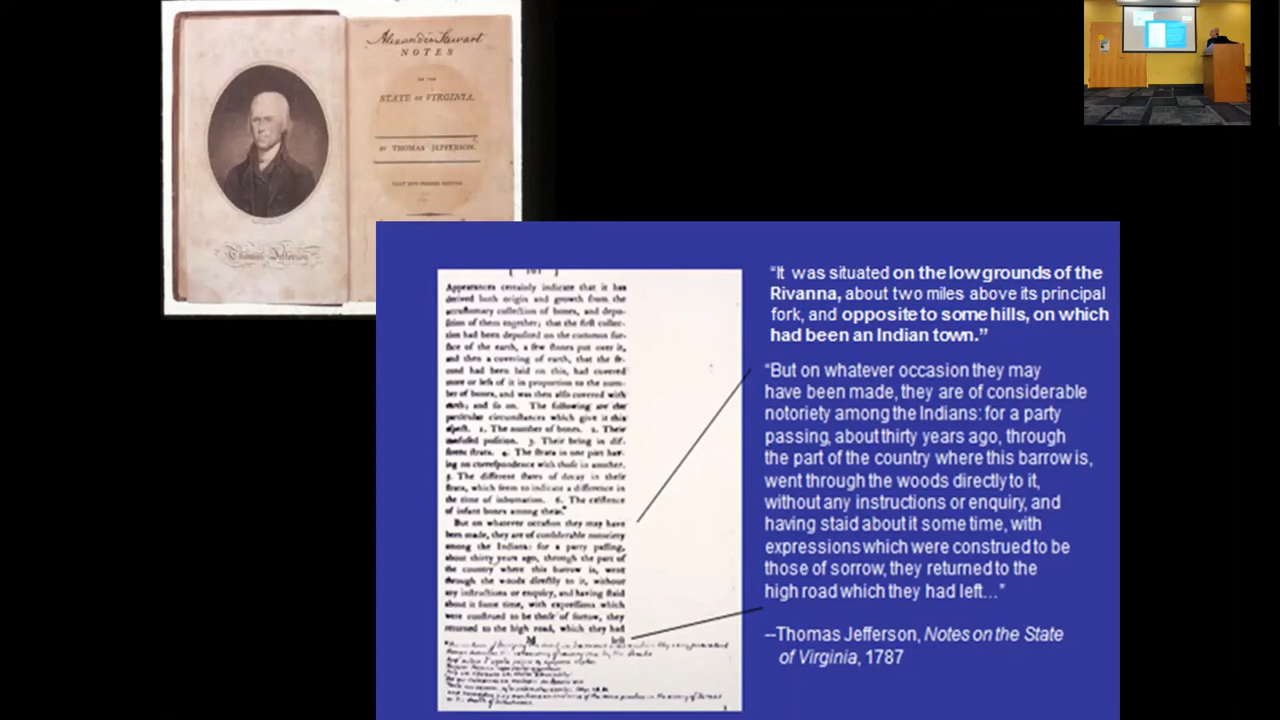 Alexander Stewart
NOTES
ON THE
STATE OF VIRGINIA.
BY THOMAS JEFFERSON.
Thomas Jefferson
“It was situated on the low grounds of the
Rivanna, about two miles above its principal
fork, and opposite to some hills, on which
had been an Indian town.”
Appearances certainly indicate that it has
derived both origin and growth from the
accustomary collection of bones, and depo-
sition of them together; that the first collec-
tion had been deposited on the common sur-
face of the earth, a few stones put over it,
and then a covering of earth, that the se-
cond had been laid on this, had covered
more or less of it in proportion to the num-
ber of bones, and was then also covered with
earth; and so on. The following are the
particular circumstances which give it this
aspect. 1. The number of bones. 2. Their
confused position. 3. Their being in dif-
ferent strata. 4. The strata in one part hav-
ing no correspondence with those in another.
5. The different states of decay in these
strata, which seem to indicate a difference in
the time of inhumation. 6. The existence
of infant bones among them.
But on whatever occasion they may have
been made, they are of considerable notoriety
among the Indians: for a party passing,
about thirty years ago, through the part of
the country where this barrow is, went
through the woods directly to it, without
any instructions or enquiry, and having staid
about it some time, with expressions which
were construed to be those of sorrow, they
returned to the high road, which they had
left
“But on whatever occasion they may
have been made, they are of considerable
notoriety among the Indians: for a party
passing, about thirty years ago, through
the part of the country where this barrow is,
went through the woods directly to it,
without any instructions or enquiry, and
having staid about it some time, with
expressions which were construed to be
those of sorrow, they returned to the
high road which they had left…”
--Thomas Jefferson, Notes on the State
of Virginia, 1787